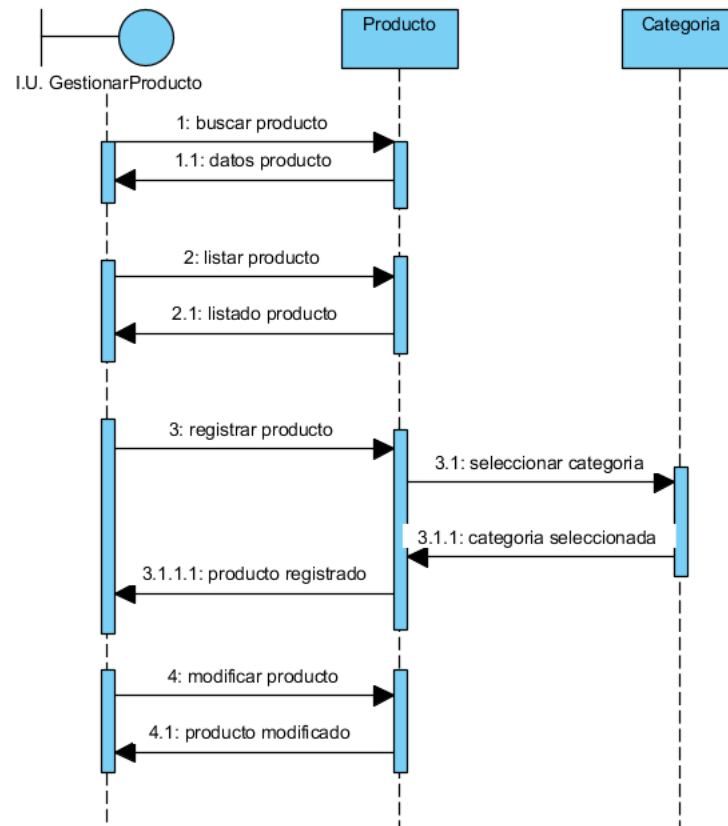 Producto
Categoria
I.U. GestionarProducto
1: buscar producto
1.1: datos producto
2: listar producto
2.1: listado producto
3: registrar producto
3.1: seleccionar categoria
3.1.1: categoria seleccionada
3.1.1.1: producto registrado
4: modificar producto
4.1: producto modificado